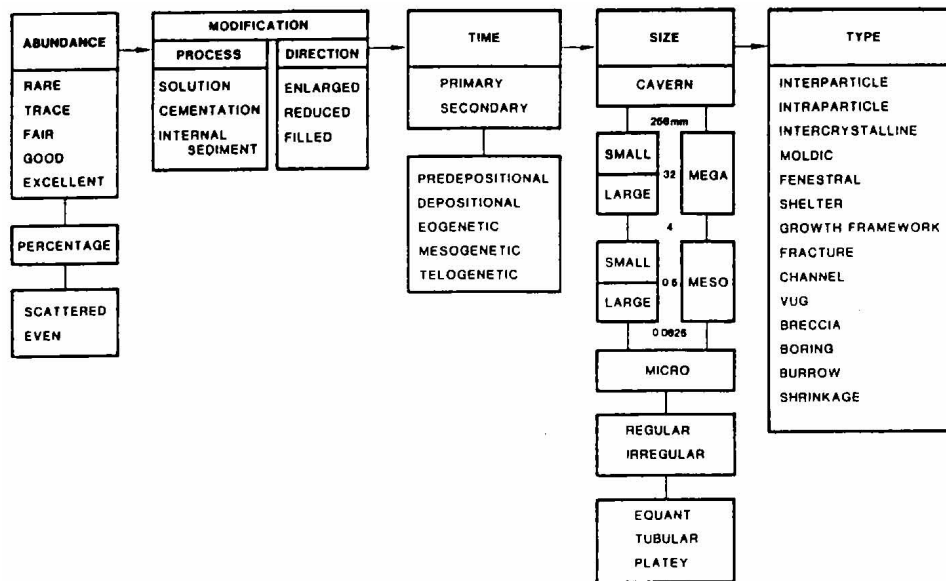 ABUNDANCE
RARE
TRACE
FAIR
GOOD
EXCELLENT
PERCENTAGE
SCATTERED
EVEN
MODIFICATION
PROCESS
SOLUTION
CEMENTATION
INTERNAL
SEDIMENT
DIRECTION
ENLARGED
REDUCED
FILLED
TIME
PRIMARY
SECONDARY
PREDEPOSITIONAL
DEPOSITIONAL
EOGENETIC
MESOGENETIC
TELOGENETIC
SIZE
CAVERN
256mm
SMALL
32
LARGE
MEGA
4
SMALL
0.5
LARGE
MESO
0.0625
MICRO
REGULAR
IRREGULAR
EQUANT
TUBULAR
PLATEY
TYPE
INTERPARTICLE
INTRAPARTICLE
INTERCRYSTALLINE
MOLDIC
FENESTRAL
SHELTER
GROWTH FRAMEWORK
FRACTURE
CHANNEL
VUG
BRECCIA
BORING
BURROW
SHRINKAGE